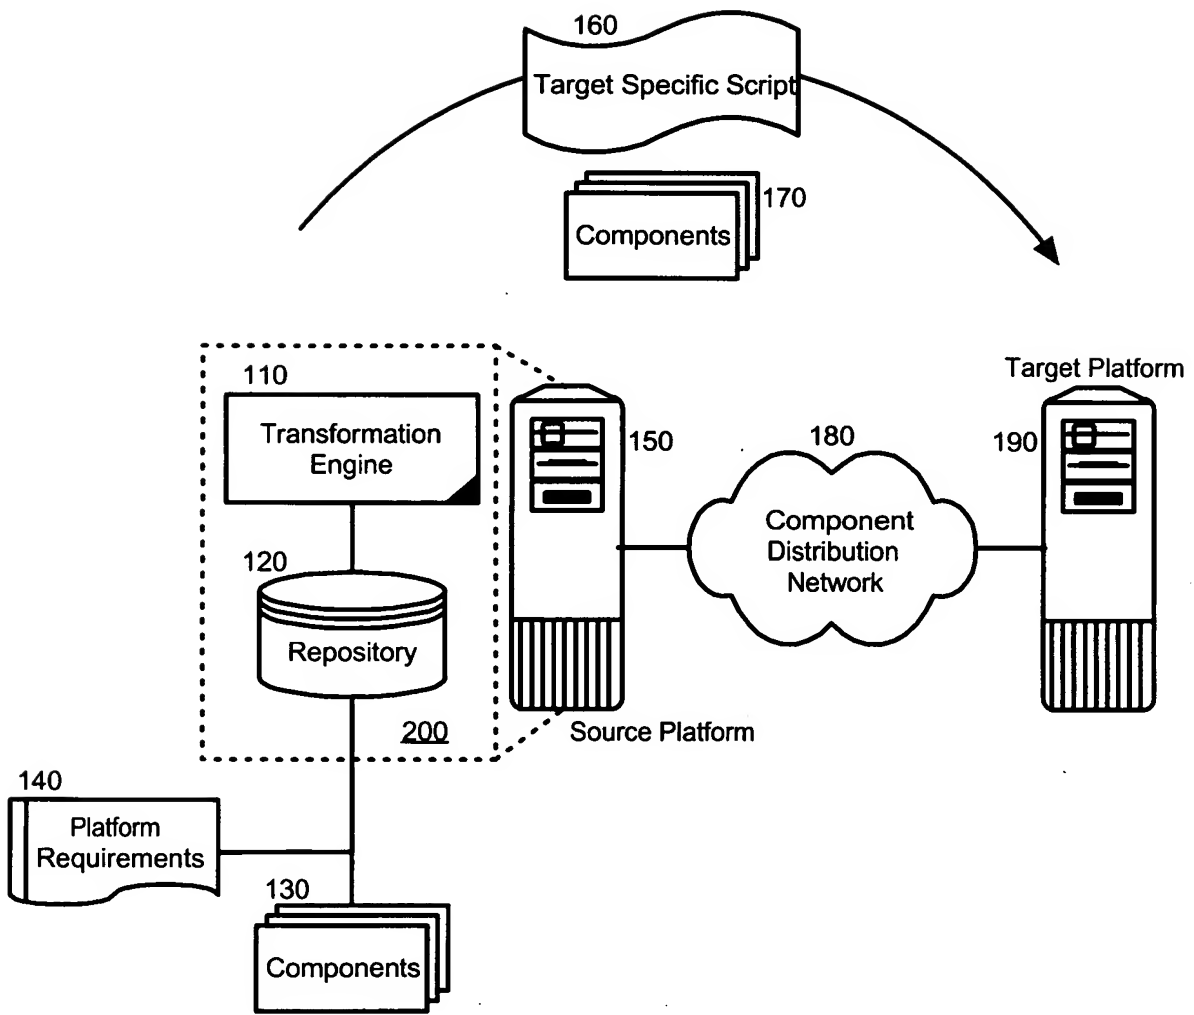 160
Target Specific Script
170
Components
110
Transformation
Engine
120
Repository
200
150
Source Platform
180
Component
Distribution
Network
Target Platform
190
140
Platform
Requirements
130
Components